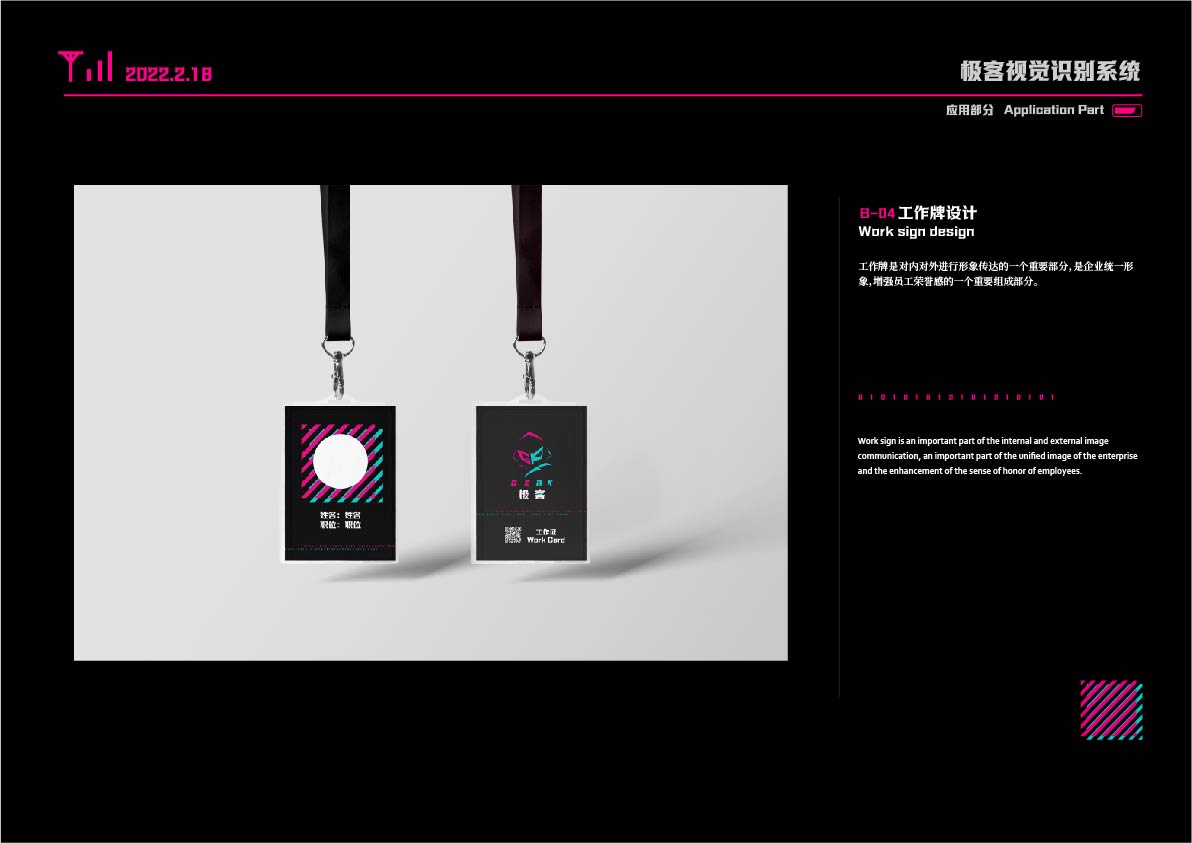 2022.2.18
极客视觉识别系统
应用部分 Application Part
B-04 工作牌设计
Work sign design
工作牌是对内对外进行形象传达的一个重要部分,是企业统一形
象,增强员工荣誉感的一个重要组成部分。
0 1 0 1 0 1 0 1 0 1 0 1 0 1 0 1 0 1
Work sign is an important part of the internal and external image
communication, an important part of the unified image of the enterprise
and the enhancement of the sense of honor of employees.
姓名：姓名
职位：职位
GEAK
极客
工作证
Work Card